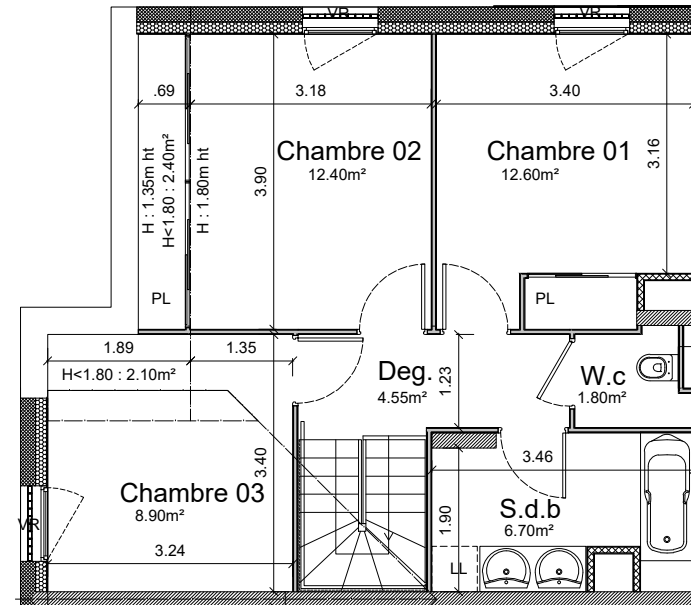 VR
VR
.69
3.18
3.40
Chambre 02
12.40m²
Chambre 01
12.60m²
3.16
3.90
H : 1.35m ht
H<1.80 : 2.40m²
H : 1.80m ht
PL
PL
1.89
1.35
H<1.80 : 2.10m²
Deg.
4.55m²
1.23
W.c
1.80m²
3.40
3.46
Chambre 03
8.90m²
1.90
S.d.b
6.70m²
VR
3.24
LL